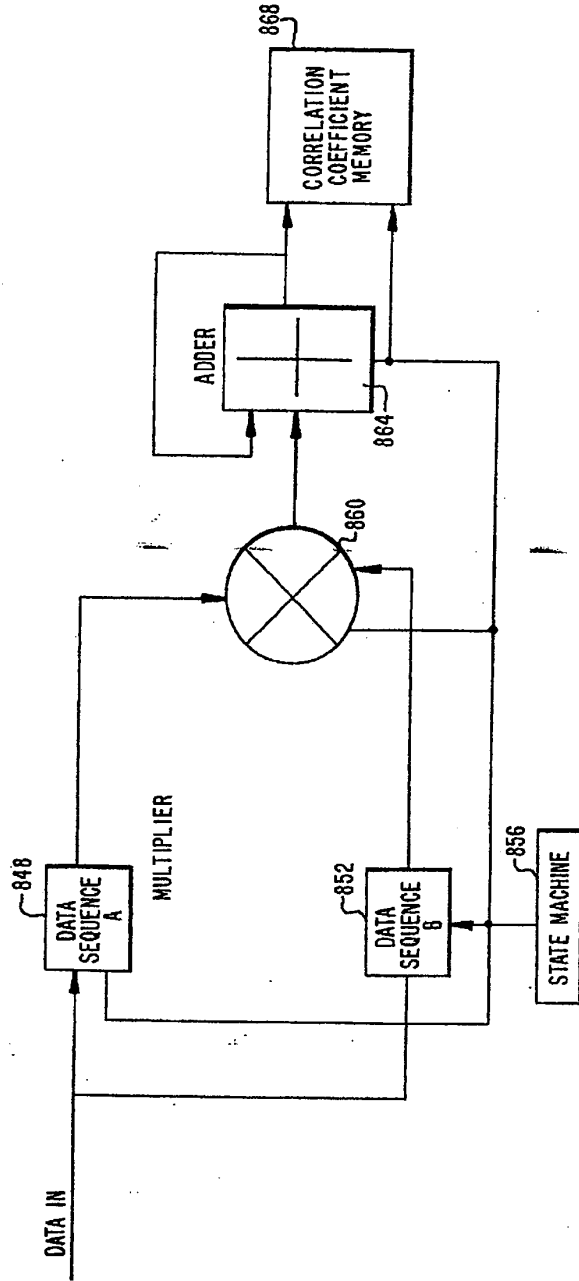 DATA IN
848
DATA
SEQUENCE
A
MULTIPLIER
852
DATA
SEQUENCE
B
856
STATE MACHINE
860
ADDER
864
868
CORRELATION
COEFFICIENT
MEMORY